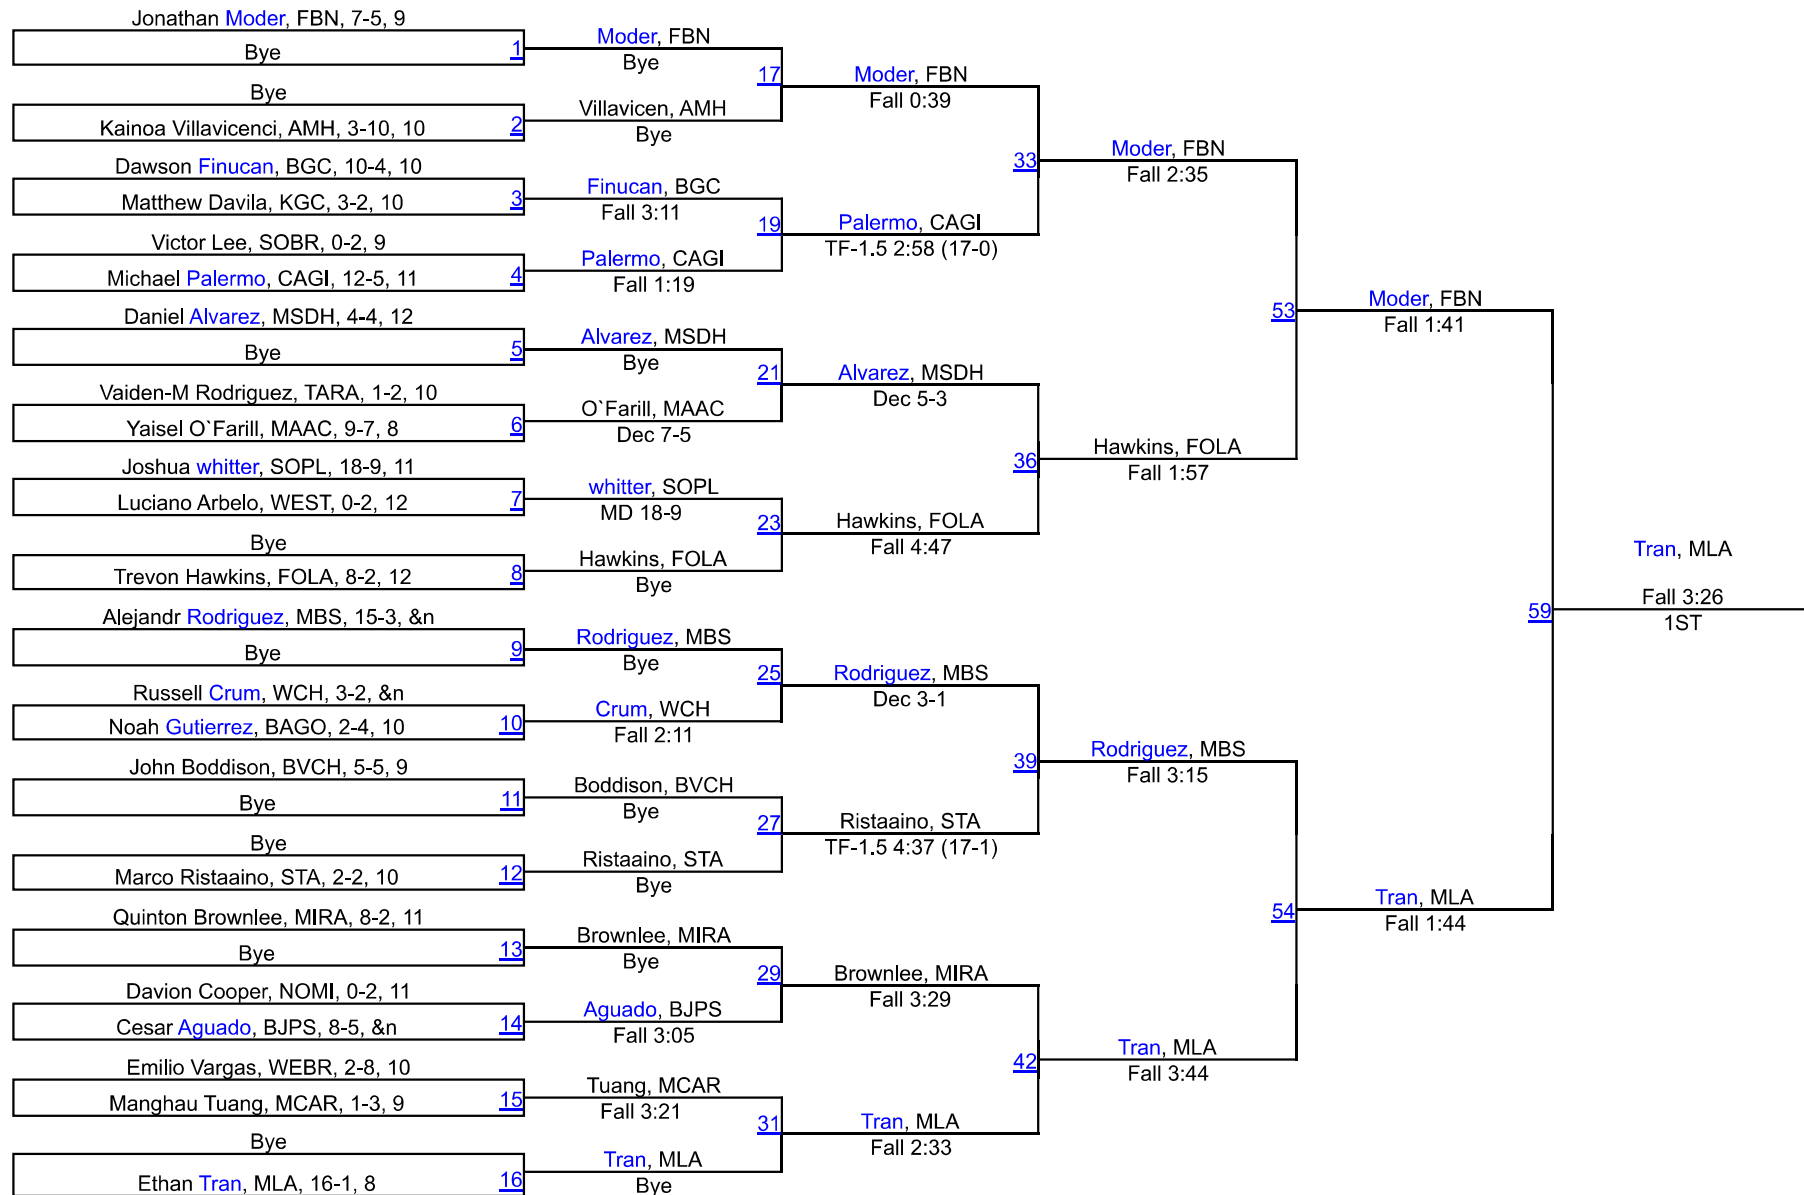 Jonathan Moder, FBN, 7-5, 9
Bye
1
Bye
Kainoa Villavicenci, AMH, 3-10, 10
2
Dawson Finucan, BGC, 10-4, 10
Matthew Davila, KGC, 3-2, 10
3
Victor Lee, SOBR, 0-2, 9
Michael Palermo, CAGI, 12-5, 11
4
Daniel Alvarez, MSDH, 4-4, 12
Bye
5
Vaiden-M Rodriguez, TARA, 1-2, 10
Yaisel O`Farill, MAAC, 9-7, 8
6
Joshua whitter, SOPL, 18-9, 11
Luciano Arbelo, WEST, 0-2, 12
7
Bye
Trevon Hawkins, FOLA, 8-2, 12
8
Alejandr Rodriguez, MBS, 15-3, &n
Bye
9
Russell Crum, WCH, 3-2, &n
Noah Gutierrez, BAGO, 2-4, 10
10
John Boddison, BVCH, 5-5, 9
Bye
11
Bye
Marco Ristaaino, STA, 2-2, 10
12
Quinton Brownlee, MIRA, 8-2, 11
Bye
13
Davion Cooper, NOMI, 0-2, 11
Cesar Aguado, BJPS, 8-5, &n
14
Emilio Vargas, WEBR, 2-8, 10
Manghau Tuang, MCAR, 1-3, 9
15
Bye
Ethan Tran, MLA, 16-1, 8
16
Moder, FBN
Bye
17
Villavicen, AMH
Bye
Finucan, BGC
Fall 3:11
19
Palermo, CAGI
Fall 1:19
Alvarez, MSDH
Bye
21
O`Farill, MAAC
Dec 7-5
whitter, SOPL
MD 18-9
23
Hawkins, FOLA
Bye
Rodriguez, MBS
Bye
25
Crum, WCH
Fall 2:11
Boddison, BVCH
Bye
27
Ristaaino, STA
Bye
Brownlee, MIRA
Bye
29
Aguado, BJPS
Fall 3:05
Tuang, MCAR
Fall 3:21
31
Tran, MLA
Bye
Moder, FBN
Fall 0:39
33
Palermo, CAGI
TF-1.5 2:58 (17-0)
Alvarez, MSDH
Dec 5-3
36
Hawkins, FOLA
Fall 4:47
Rodriguez, MBS
Dec 3-1
39
Ristaaino, STA
TF-1.5 4:37 (17-1)
Brownlee, MIRA
Fall 3:29
42
Tran, MLA
Fall 2:33
Moder, FBN
Fall 2:35
53
Hawkins, FOLA
Fall 1:57
Rodriguez, MBS
Fall 3:15
54
Tran, MLA
Fall 3:44
Moder, FBN
Fall 1:41
59
Tran, MLA
Fall 1:44
Tran, MLA
Fall 3:26
1ST